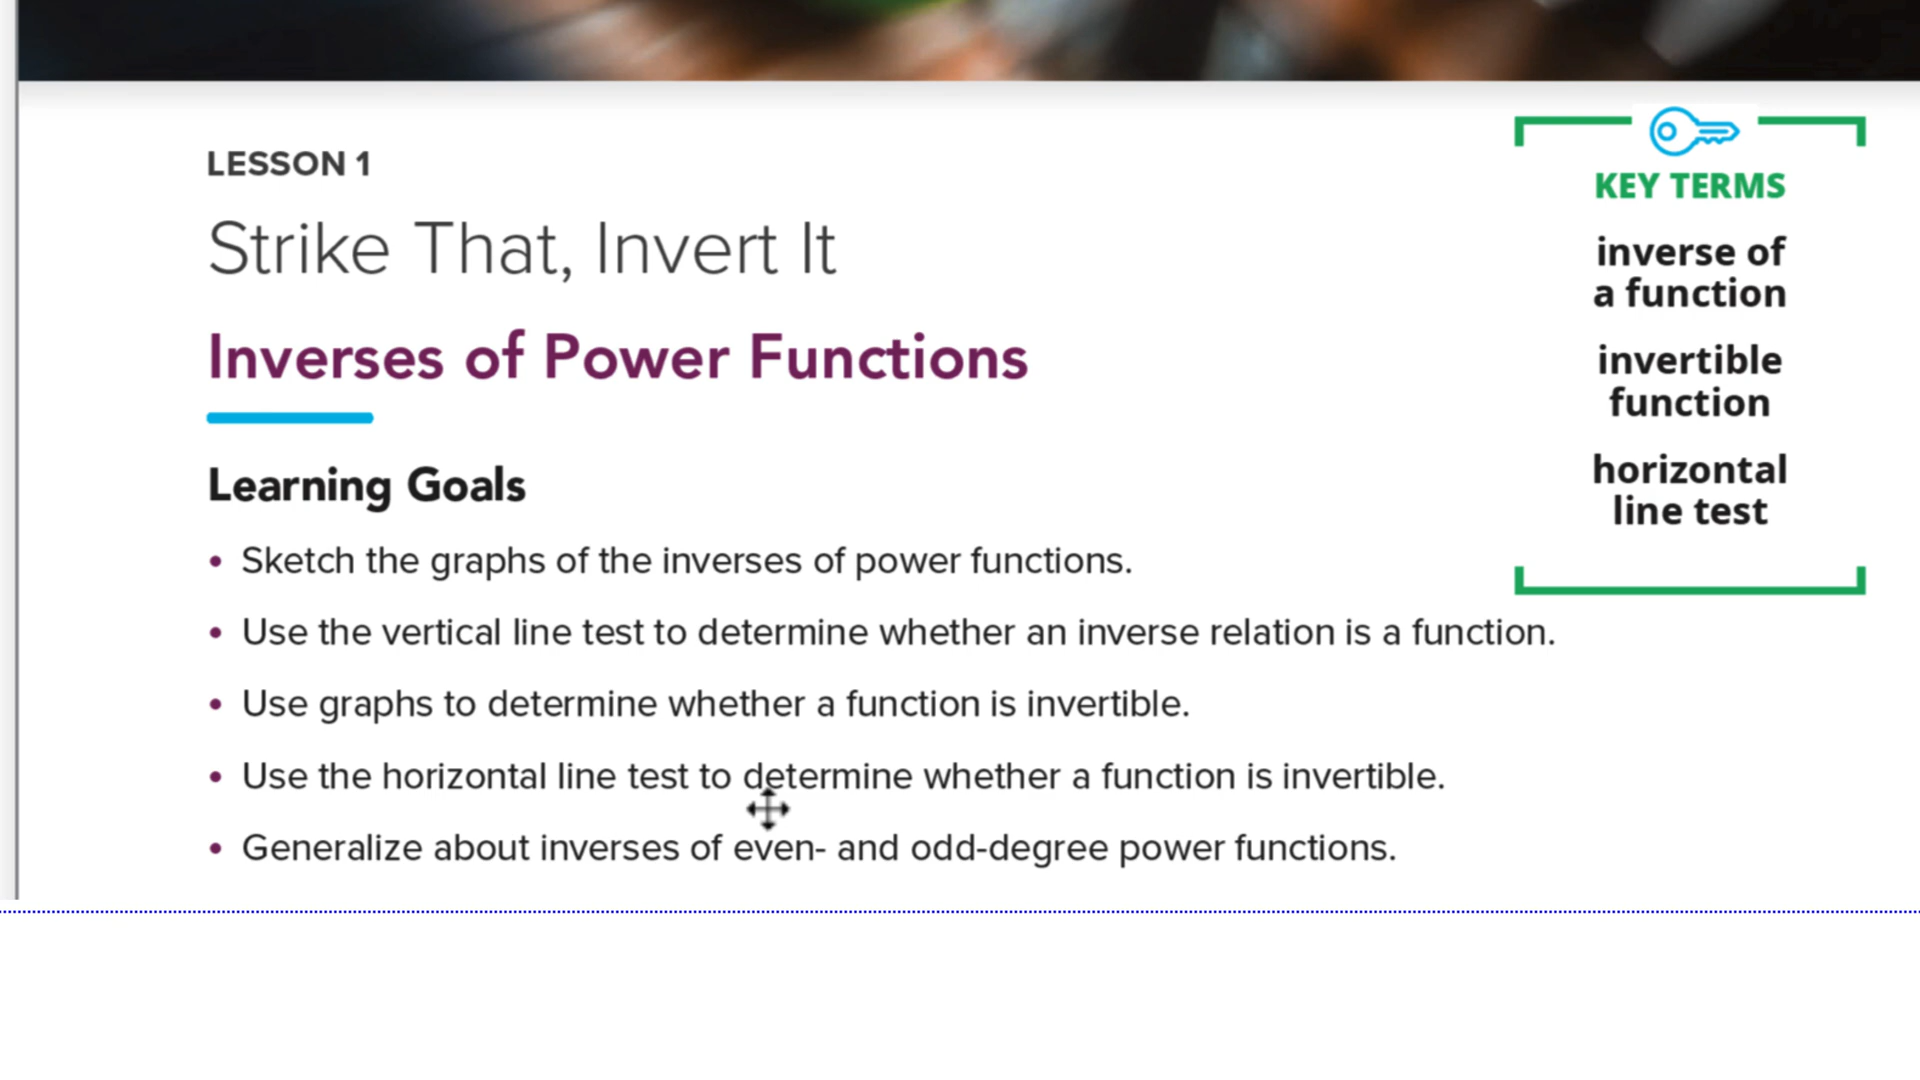 LESSON 1
Strike That, Invert It
Inverses of Power Functions
Learning Goals
• Sketch the graphs of the inverses of power functions.
• Use the vertical line test to determine whether an inverse relation is a function.
• Use graphs to determine whether a function is invertible.
• Use the horizontal line test to determine whether a function is invertible.
• Generalize about inverses of even- and odd-degree power functions.
KEY TERMS
inverse of
a function
invertible
function
horizontal
line test